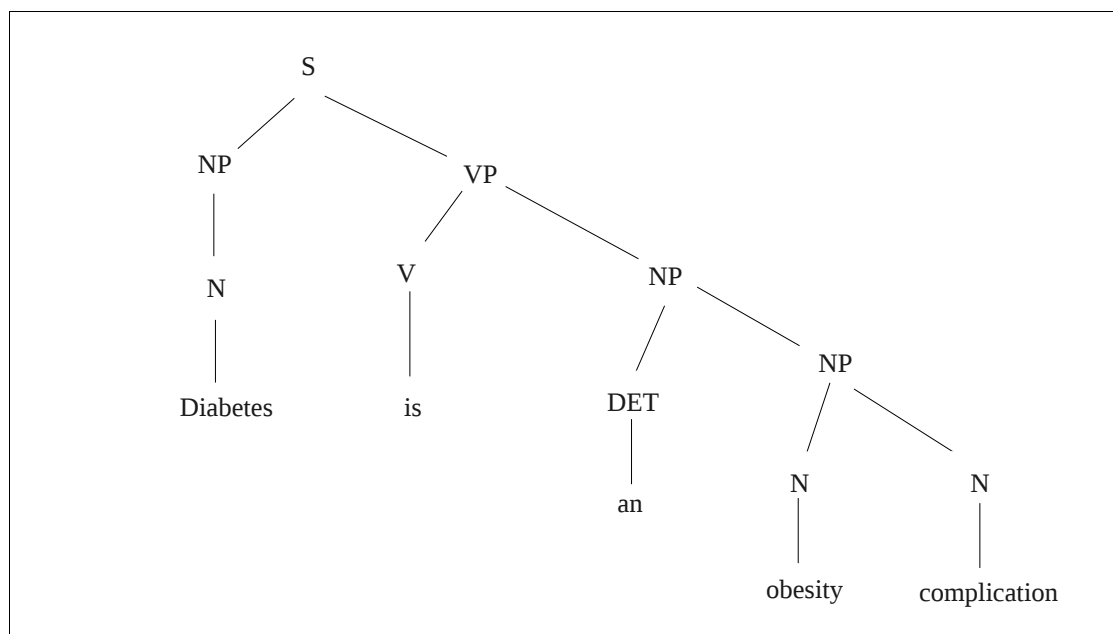 S
NP
VP
V
NP
N
NP
Diabetes
is
DET
N
N
an
obesity
complication